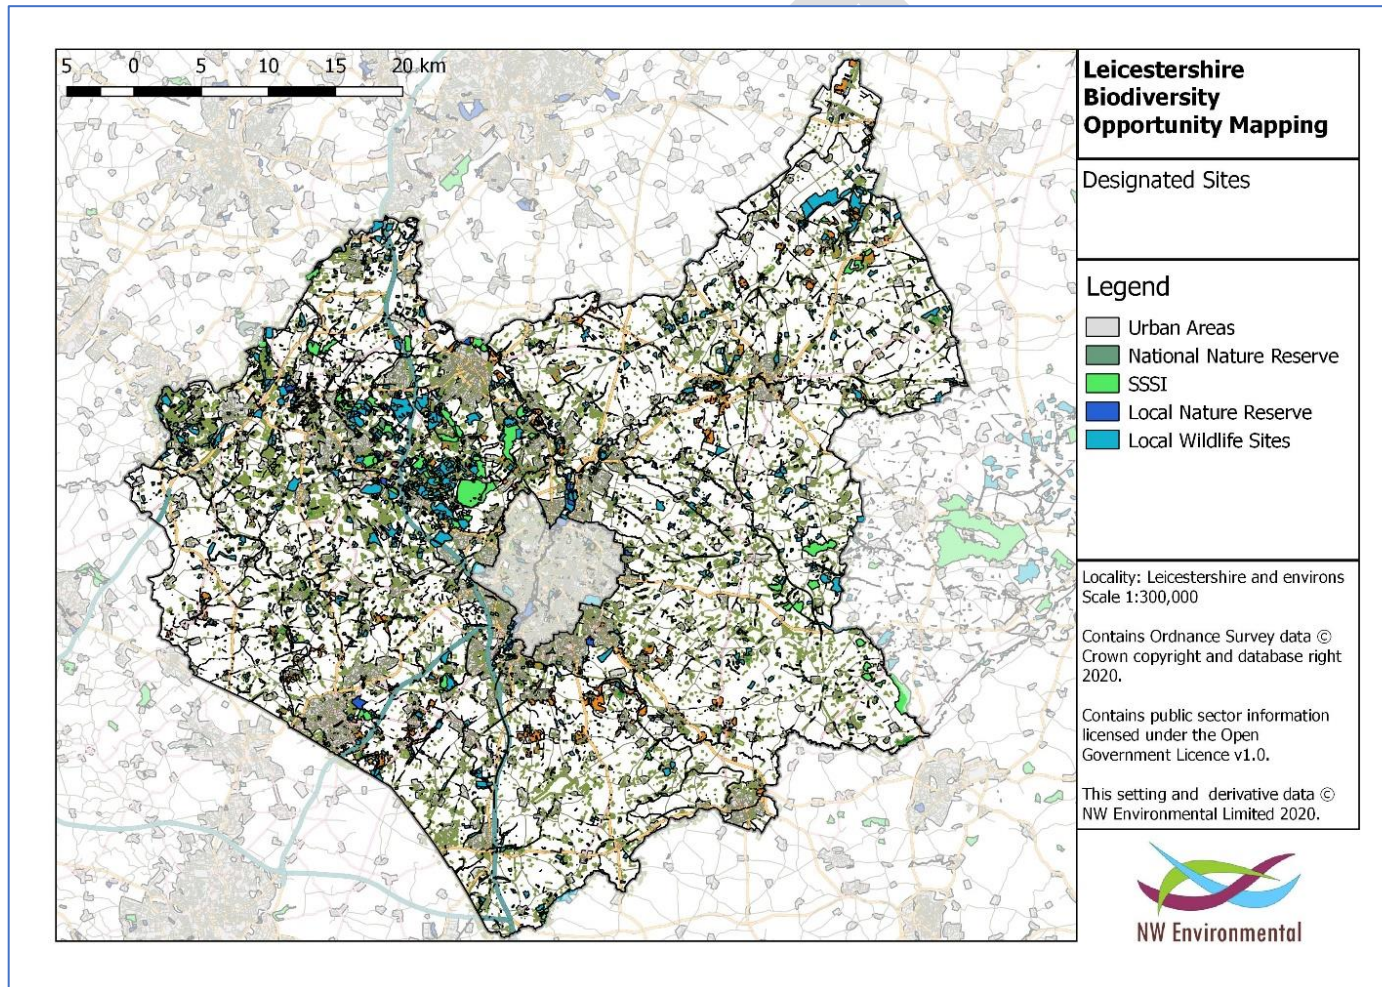 5 0 5 10 15 20 km
Leicestershire
Biodiversity
Opportunity Mapping
Designated Sites
Legend
Urban Areas
National Nature Reserve
SSSI
Local Nature Reserve
Local Wildlife Sites
Locality: Leicestershire and environs
Scale 1:300,000
Contains Ordnance Survey data ©
Crown copyright and database right
2020.
Contains public sector information
licensed under the Open
Government Licence v1.0.
This setting and derivative data ©
NW Environmental Limited 2020.
NW Environmental